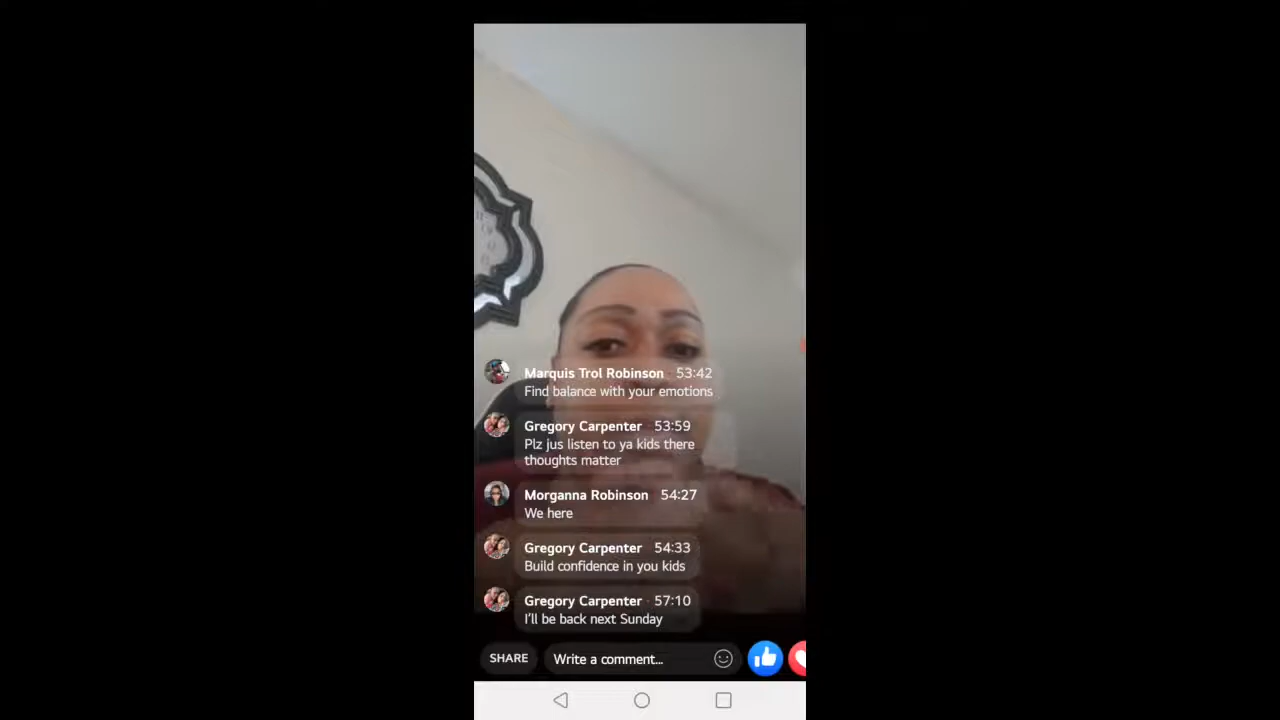 Marquis Trol Robinson 53:42
Find balance with your emotions
Gregory Carpenter 53:59
Plz jus listen to ya kids there
thoughts matter
Morganna Robinson 54:27
We here
Gregory Carpenter 54:33
Build confidence in you kids
Gregory Carpenter · 57:10
I'll be back next Sunday
SHARE
Write a comment...